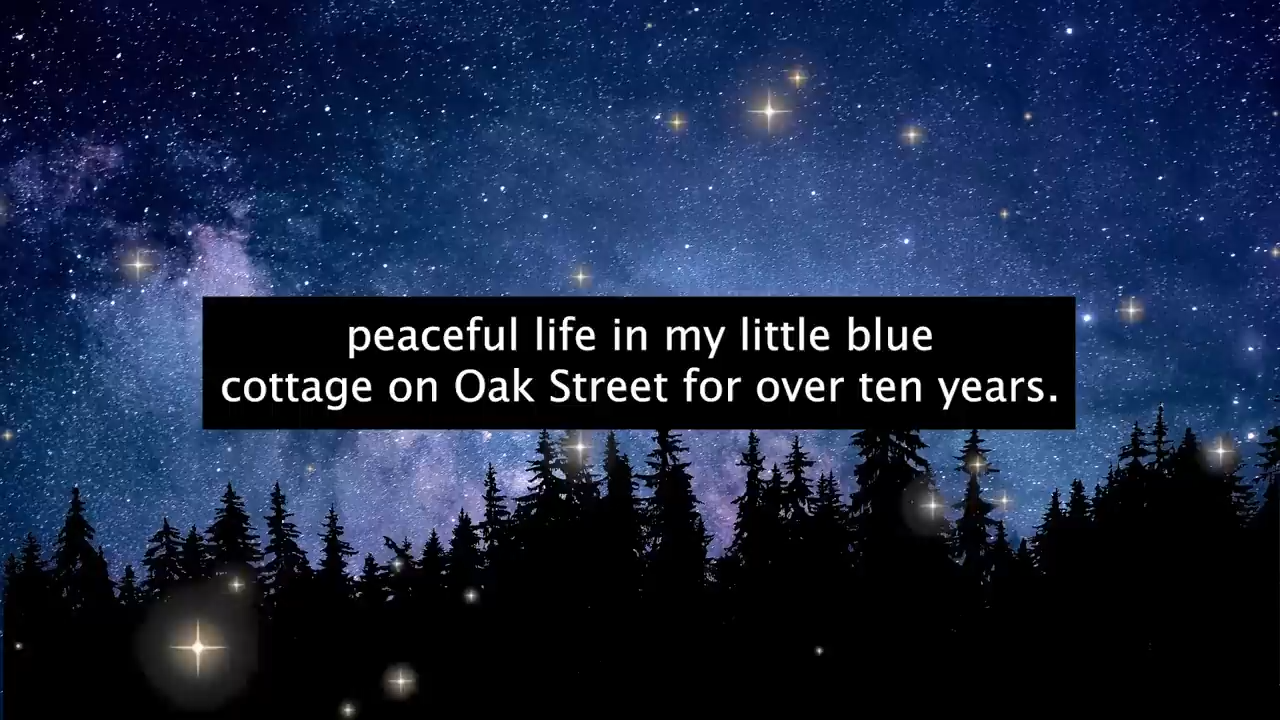 peaceful life in my little blue
cottage on Oak Street for over ten years.